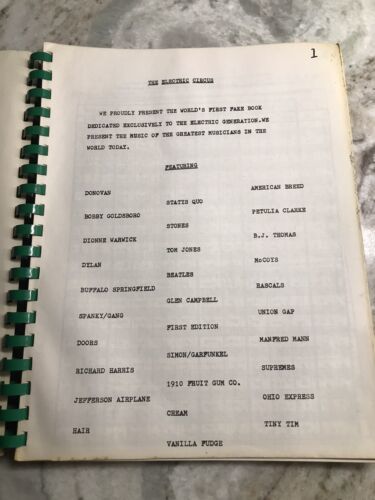 1
THE ELECTRIC CIRCUS
WE PROUDLY PRESENT THE WORLD'S FIRST FAKE BOOK
DEDICATED EXCLUSIVELY TO THE ELECTRIC GENERATION.WE
PRESENT THE MUSIC OF THE GREATEST MUSICIANS IN THE
WORLD TODAY.
FEATURING
DONOVAN
AMERICAN BREED
STATUS QUO
BOBBY GOLDSBORO
PETULIA CLARKE
STONES
DIONNE WARWICK
B.J. THOMAS
TOM JONES
DYLAN
McCOYS
BEATLES
BUFFALO SPRINGFIELD
RASCALS
GLEN CAMPBELL
SPANKY/GANG
UNION GAP
FIRST EDITION
DOORS
MANFRED MANN
SIMON/GARFUNKEL
RICHARD HARRIS
SUPREMES
1910 FRUIT GUM CO.
JEFFERSON AIRPLANE
OHIO EXPRESS
CREAM
HAIR
TINY TIM
VANILLA FUDGE